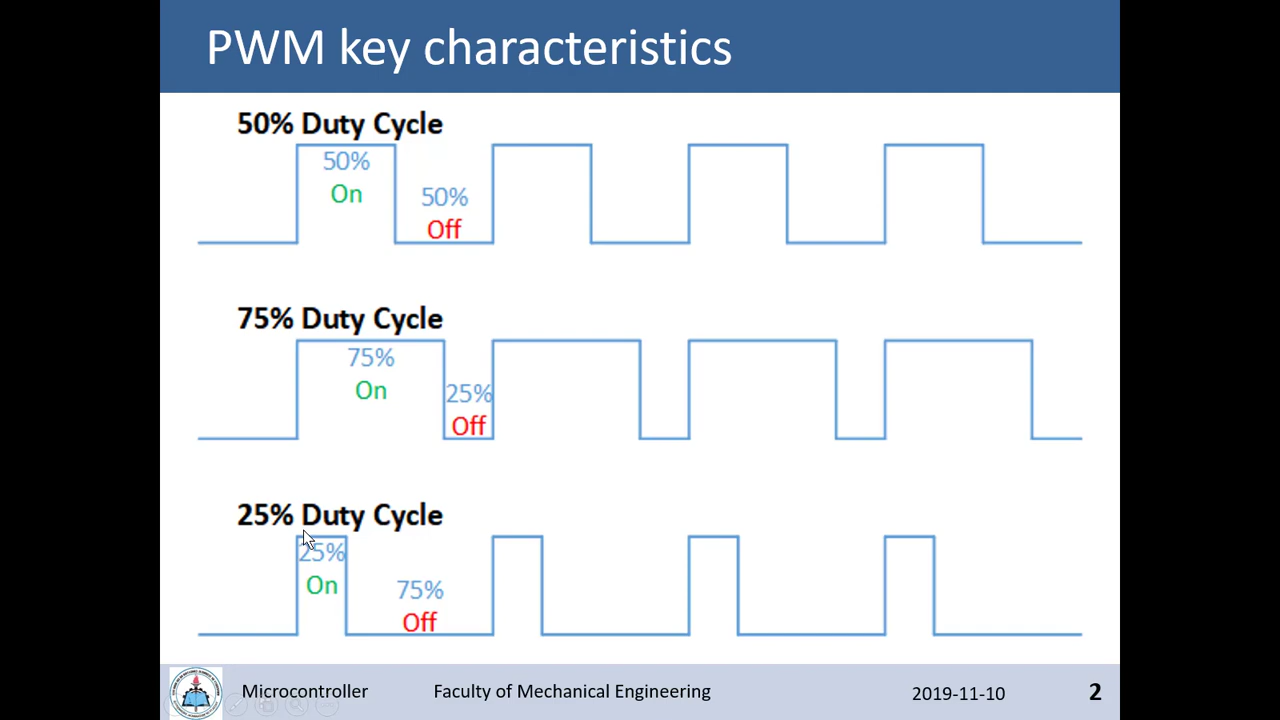 PWM key characteristics
50% Duty Cycle
50%
On
50%
Off
75% Duty Cycle
75%
On
25%
Off
25% Duty Cycle
25%
On
75%
Off
Microcontroller Faculty of Mechanical Engineering 2019-11-10 2